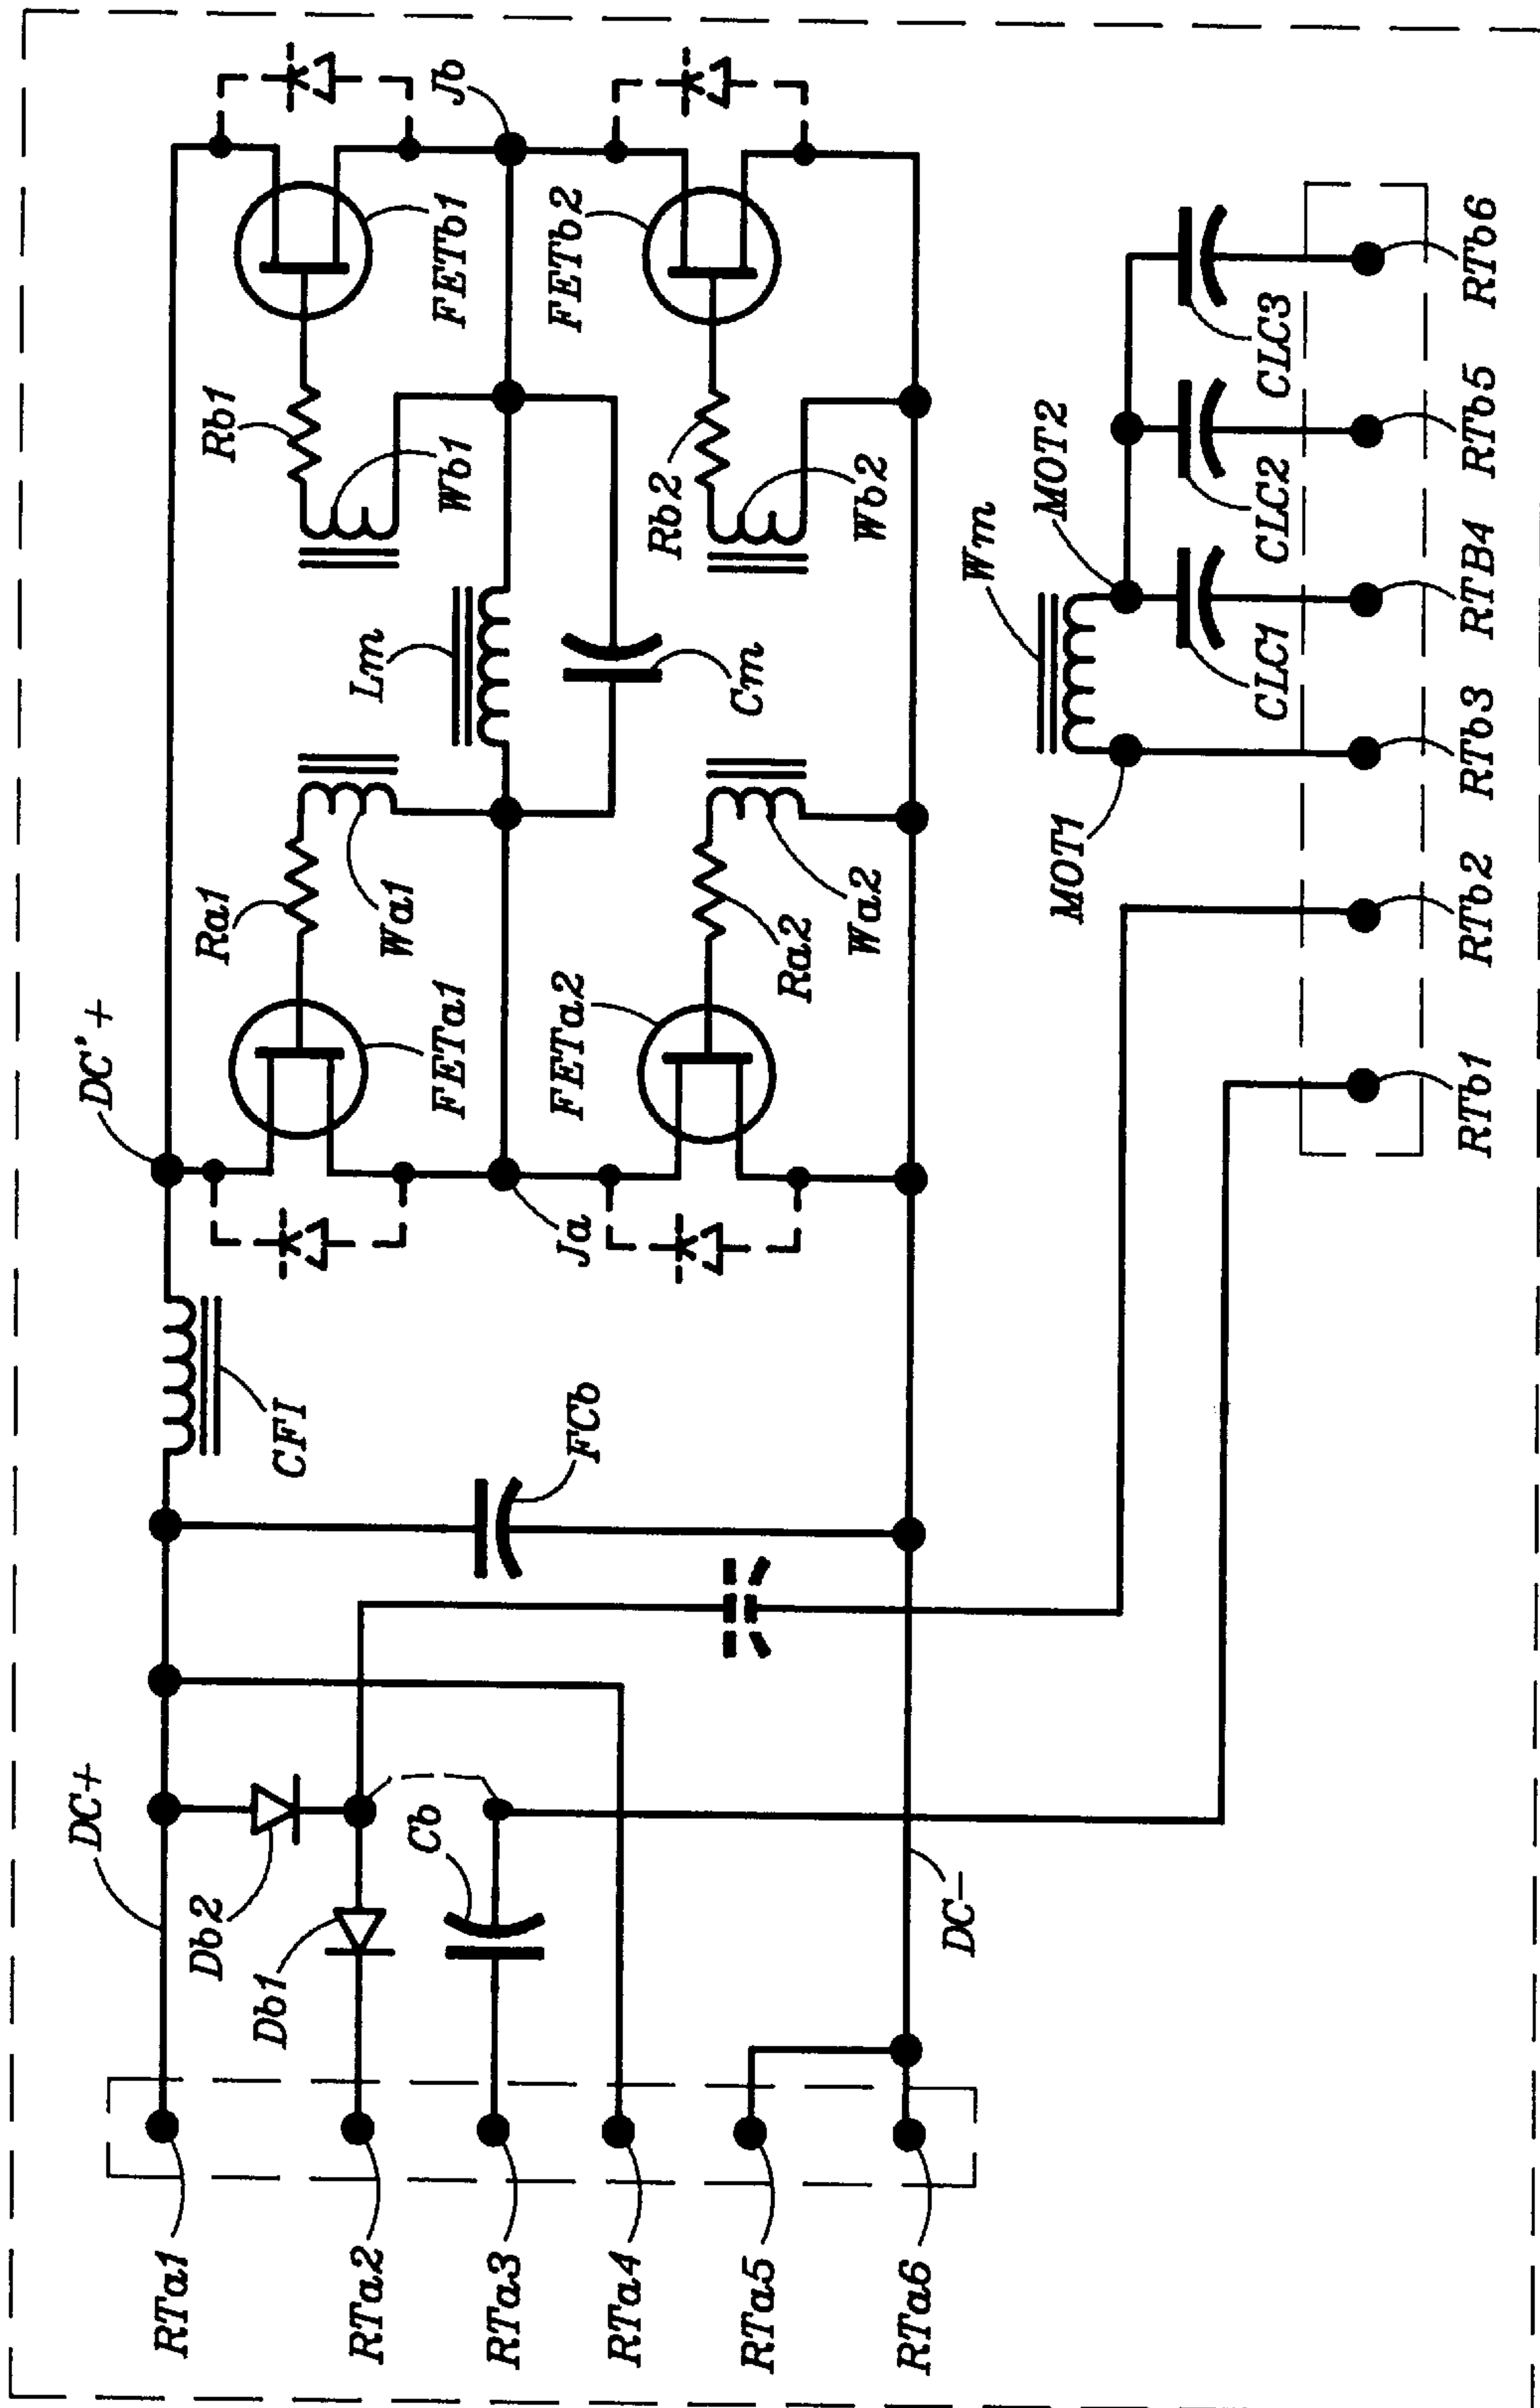 DC+
DC'+
Db2
Db1
Cb
CFI
FCb
DC–
Ra1
Wa1
FETa1
Ja
FETa2
Ra2
Wa2
Lm
Cm
Rb1
Wb1
FETb1
Jb
FETb2
Rb2
Wb2
Wm
MOT1
MOT2
CLC1
CLC2
CLC3
RTa1
RTa2
RTa3
RTa4
RTa5
RTa6
RTb1
RTb2
RTb3
RTB4
RTb5
RTb6